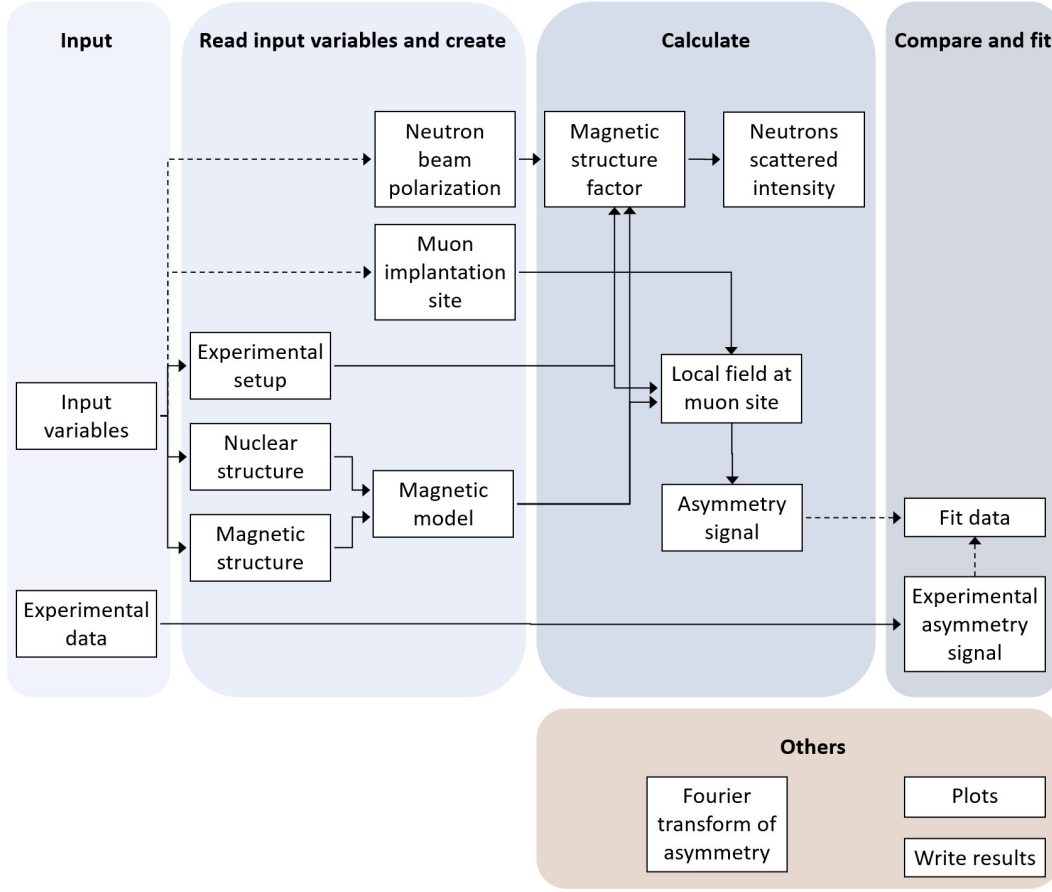 Input
Read input variables and create
Calculate
Compare and fit
Neutron
beam
polarization
Magnetic
structure
factor
Neutrons
scattered
intensity
Muon
implantation
site
Experimental
setup
Local field at
muon site
Input
variables
Nuclear
structure
Magnetic
model
Asymmetry
signal
Fit data
Magnetic
structure
Experimental
data
Experimental
asymmetry
signal
Others
Fourier
transform of
asymmetry
Plots
Write results